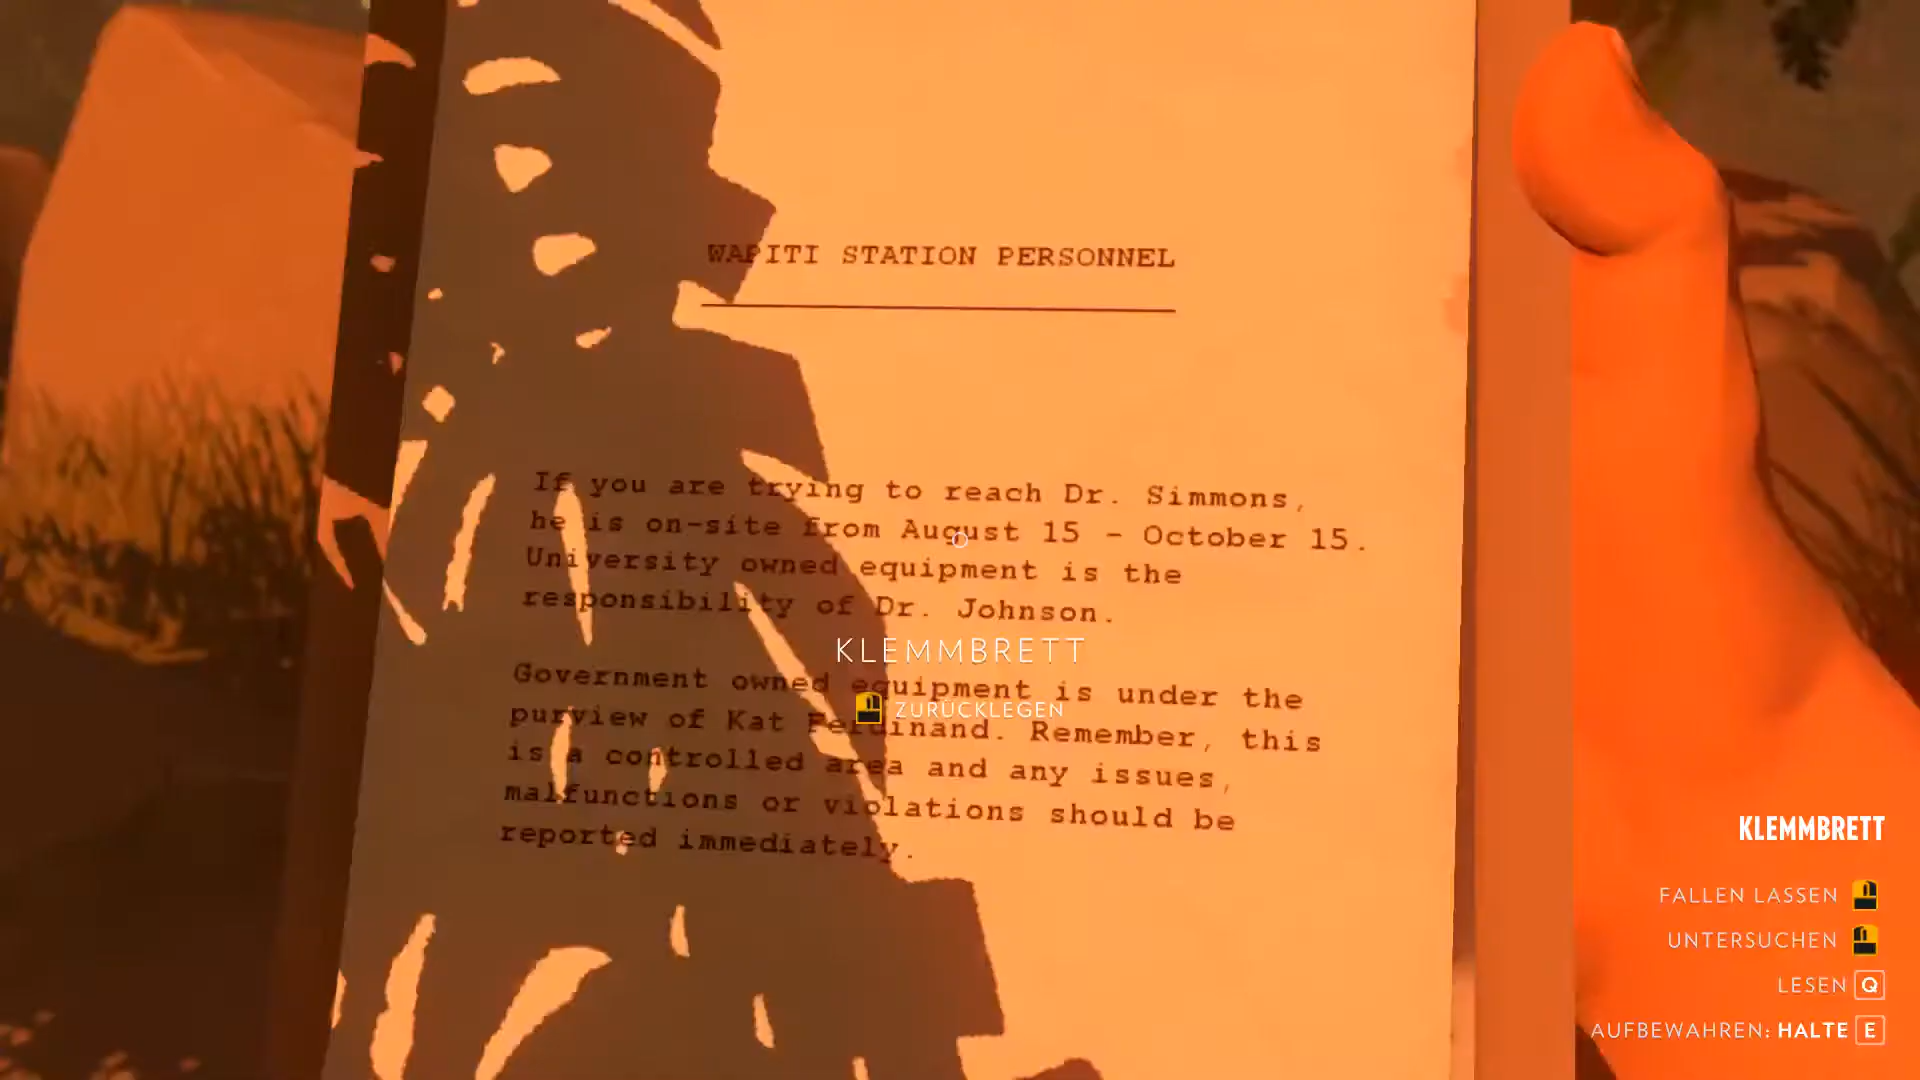 WAPITI STATION PERSONNEL
If you are trying to reach Dr. Simmons,
he is on-site from August 15 - October 15.
University owned equipment is the
responsibility of Dr. Johnson.
KLEMMBRETT
Government owned equipment is under the
ZURÜCKLEGEN
purview of Kat Ferdinand. Remember, this
is a controlled area and any issues,
malfunctions or violations should be
reported immediately.
KLEMMBRETT
FALLEN LASSEN
UNTERSUCHEN
LESEN Q
AUFBEWAHREN: HALTE E